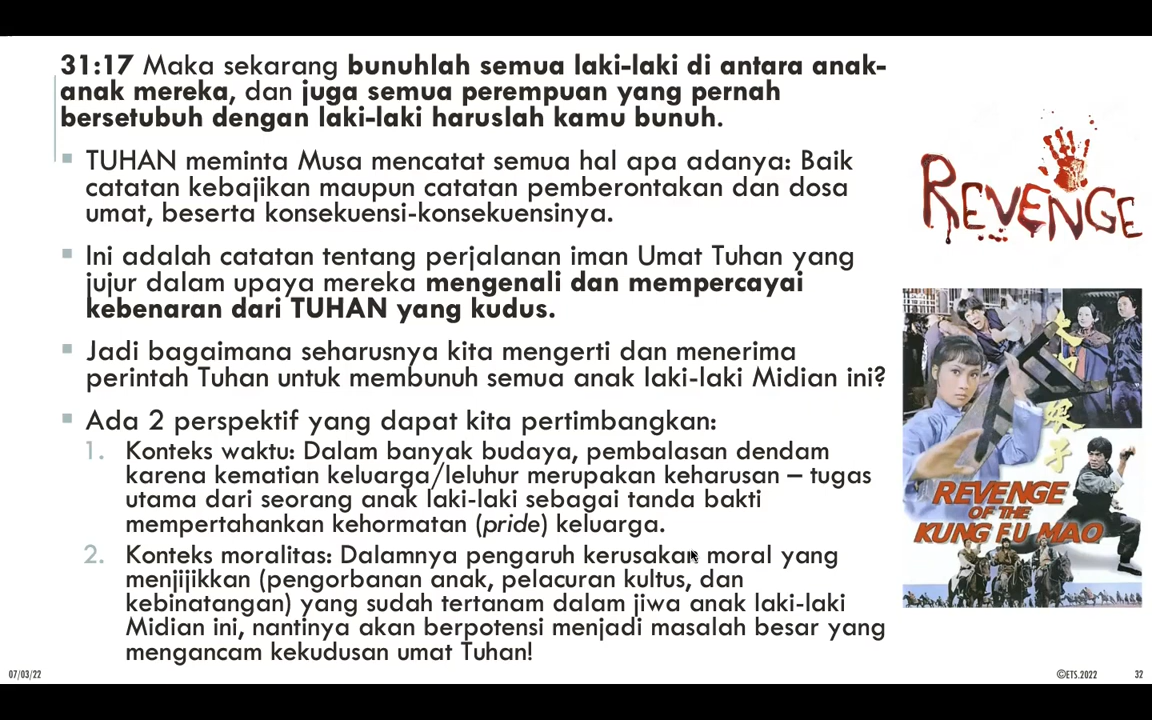 31:17 Maka sekarang bunuhlah semua laki-laki di antara anak-
anak mereka, dan juga semua perempuan yang pernah
bersetubuh dengan laki-laki haruslah kamu bunuh.
TUHAN meminta Musa mencatat semua hal apa adanya: Baik
catatan kebajikan maupun catatan pemberontakan dan dosa
umat, beserta konsekuensi-konsekuensinya.
Ini adalah catatan tentang perjalanan iman Umat Tuhan yang
jujur dalam upaya mereka mengenali dan mempercayai
kebenaran dari TUHAN yang kudus.
Jadi bagaimana seharusnya kita mengerti dan menerima
perintah Tuhan untuk membunuh semua anak laki-laki Midian ini?
Ada 2 perspektif yang dapat kita pertimbangkan:
1. Konteks waktu: Dalam banyak budaya, pembalasan dendam
karena kematian keluarga/leluhur merupakan keharusan – tugas
utama dari seorang anak laki-laki sebagai tanda bakti
mempertahankan kehormatan (pride) keluarga.
2. Konteks moralitas: Dalamnya pengaruh kerusakan moral yang
menjijikkan (pengorbanan anak, pelacuran kultus, dan
kebinatangan) yang sudah tertanam dalam jiwa anak laki-laki
Midian ini, nantinya akan berpotensi menjadi masalah besar yang
mengancam kekudusan umat Tuhan!
REVENGE
REVENGE
OF THE
KUNG FU MAO
07/03/22
©ETS.2022
32